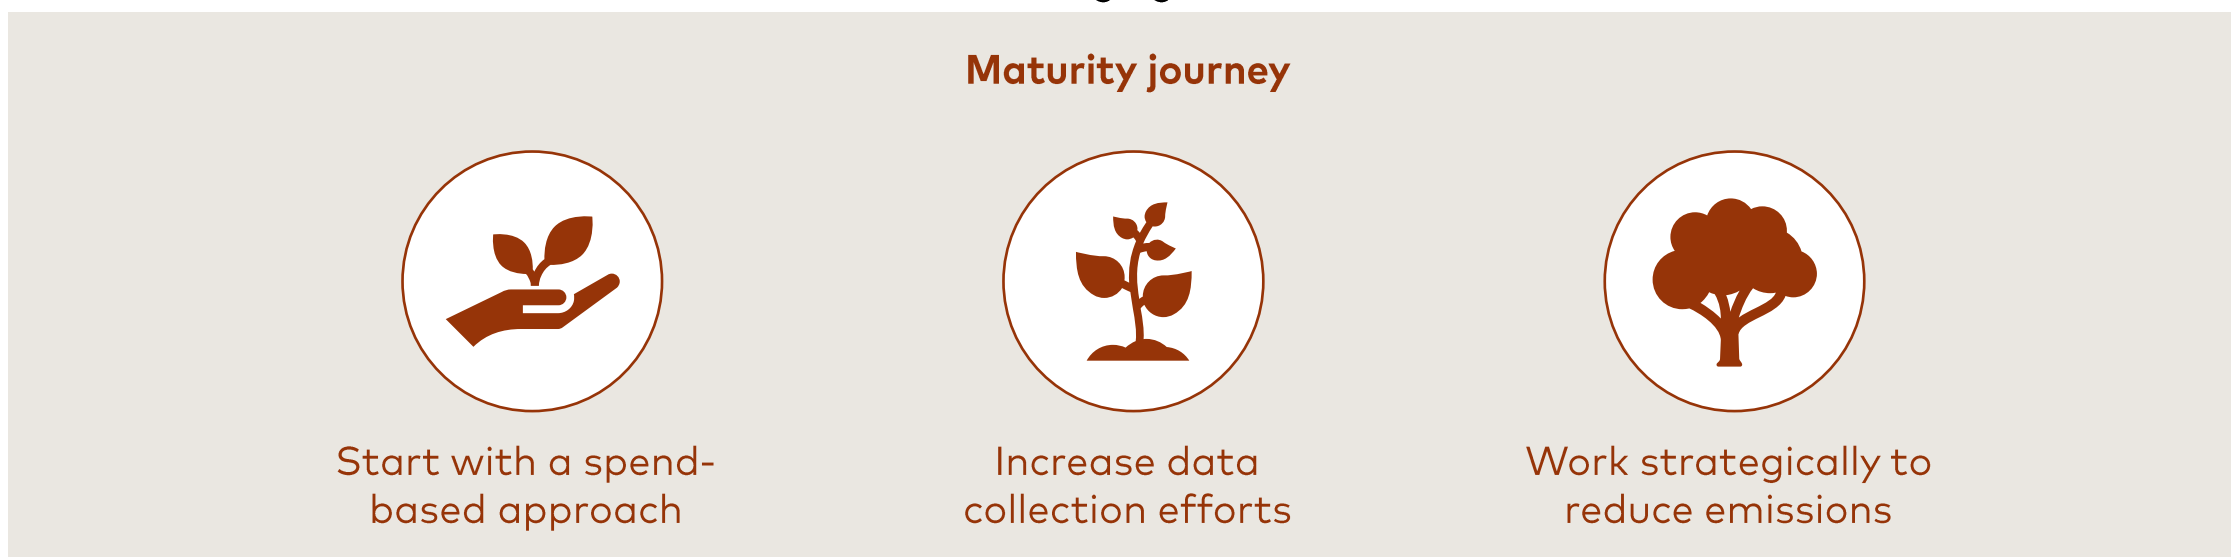 Maturity journey
Start with a spend-
based approach
Increase data
collection efforts
Work strategically to
reduce emissions